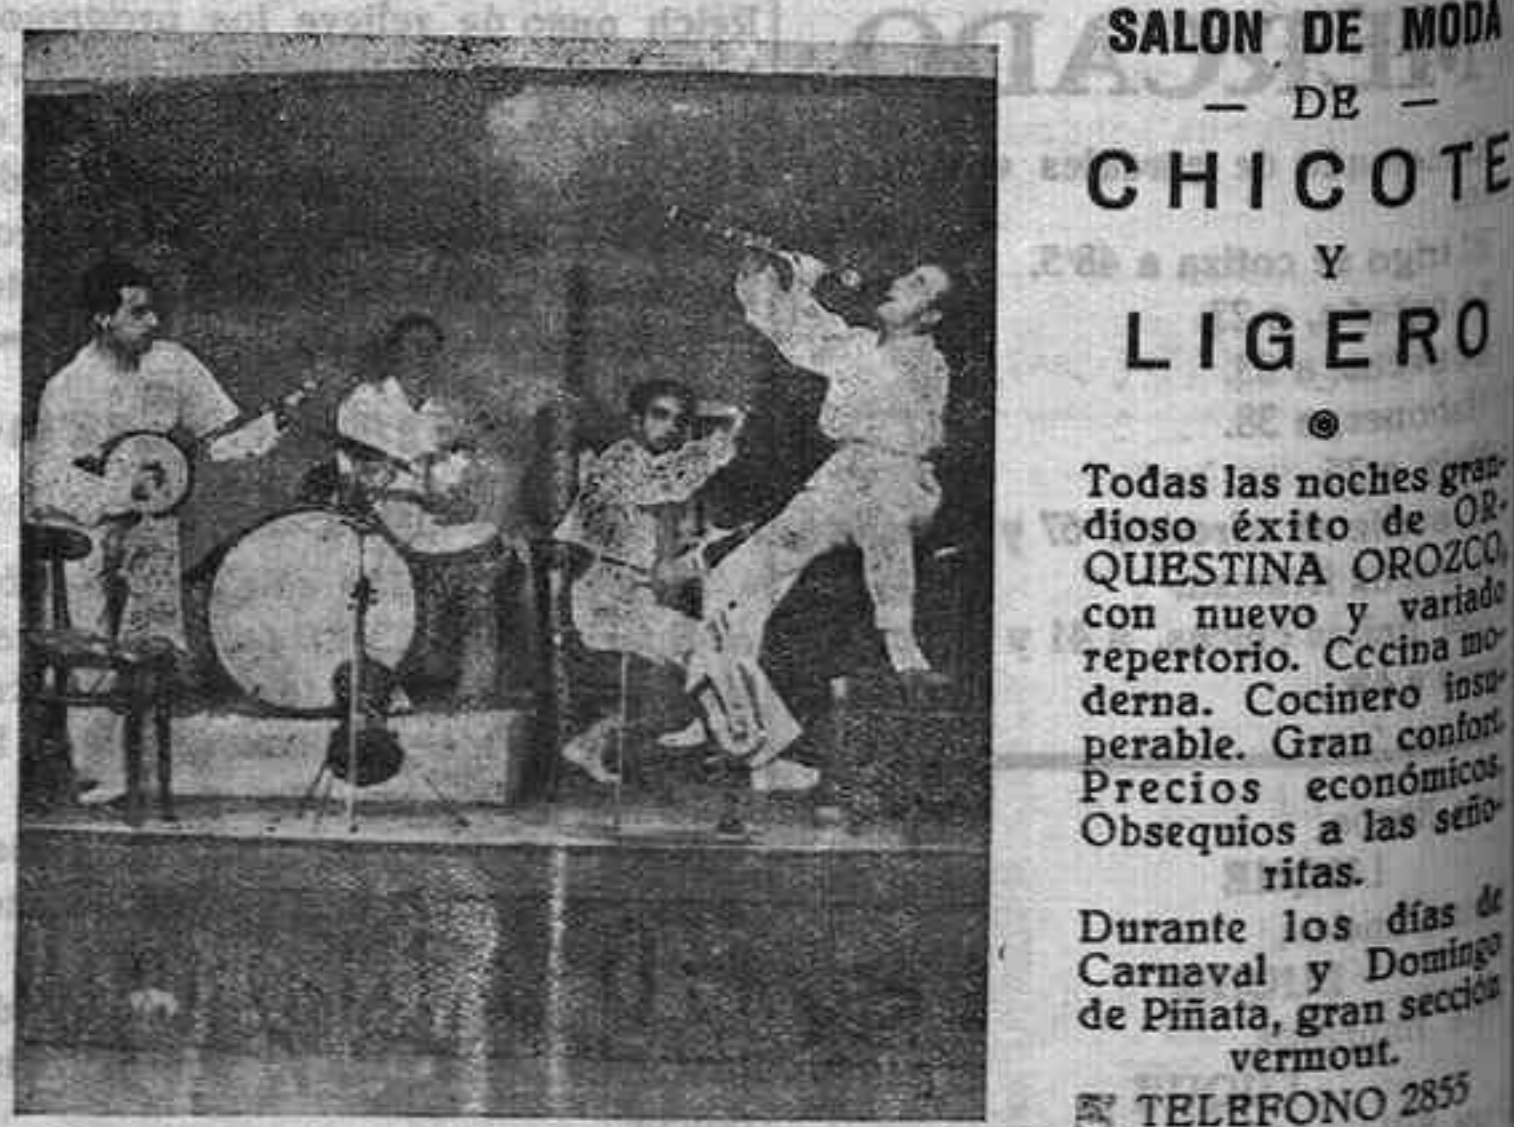 SALON DE MODA
— DE —
CHICOTE
Y
LIGERO
Todas las noches gran-
dioso éxito de OR-
QUESTINA OROZCO,
con nuevo y variado
repertorio. Cccina mo-
derna. Cocinero insu-
perable. Gran confort.
Precios económicos.
Obsequios a las seño-
ritas.
Durante los días de
Carnaval y Domingo
de Piñata, gran sección
vermout.
TELEFONO 2855